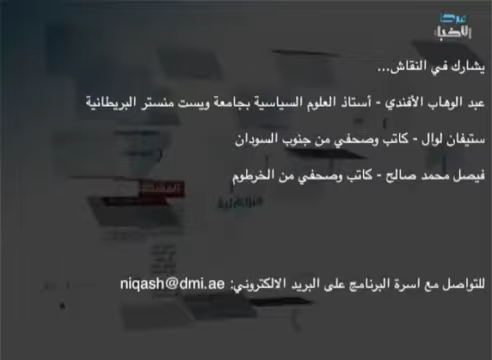 يشارك في النقاش...
عبد الوهاب الأفندي - أستاذ العلوم السياسية بجامعة ويست منستر البريطانية
ستيفان لوال - كاتب وصحفي من جنوب السودان
فيصل محمد صالح - كاتب وصحفي من الخرطوم
للتواصل مع اسرة البرنامج على البريد الالكتروني: niqash@dmi.ae